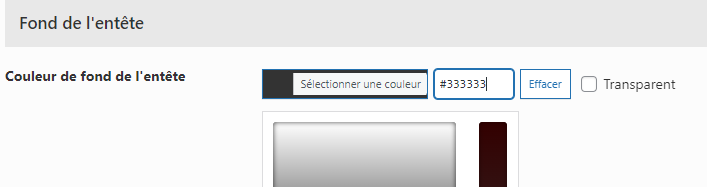 Fond de l'entête
Couleur de fond de l'entête
Sélectionner une couleur
#333333
Effacer
Transparent